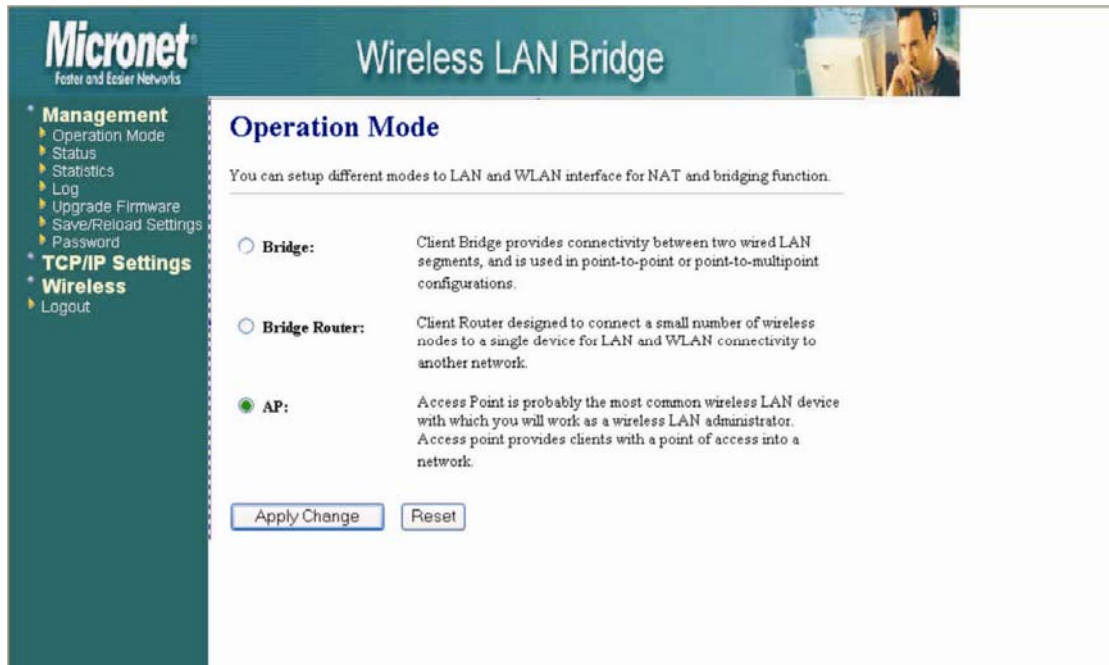 Micronet
Faster and Easier Networks
Wireless LAN Bridge
Management
Operation Mode
Status
Statistics
Log
Upgrade Firmware
Save/Reload Settings
Password
TCP/IP Settings
Wireless
Logout
Operation Mode
You can setup different modes to LAN and WLAN interface for NAT and bridging function.
Bridge:
Client Bridge provides connectivity between two wired LAN
segments, and is used in point-to-point or point-to-multipoint
configurations.
Bridge Router:
Client Router designed to connect a small number of wireless
nodes to a single device for LAN and WLAN connectivity to
another network.
AP:
Access Point is probably the most common wireless LAN device
with which you will work as a wireless LAN administrator.
Access point provides clients with a point of access into a
network.
Apply Change
Reset